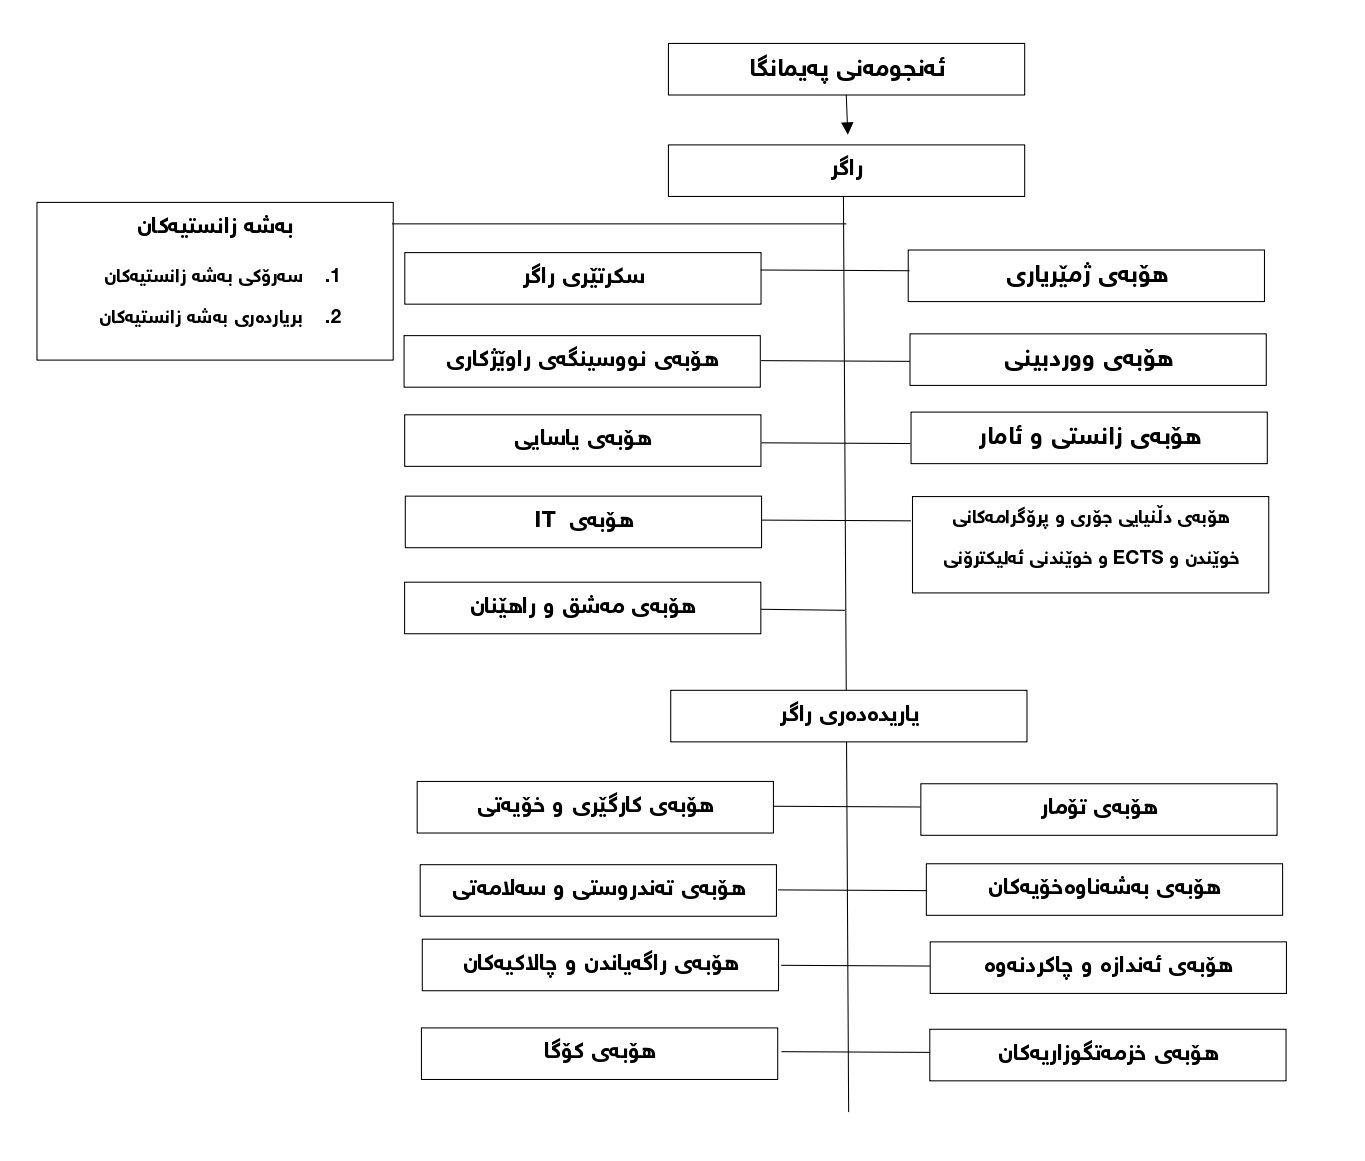 ئەنجومەنی پەیمانگا
راگر
بەشە زانستیەکان
1. سەرۆکی بەشە زانستیەکان
2. بریاردەری بەشە زانستیەکان
هۆبەی ژمێریاری
سکرتێری راگر
هۆبەی ووردبینی
هۆبەی نووسینگەی راوێژکاری
هۆبەی زانستی و ئامار
هۆبەی یاسایی
هۆبەی دڵنیایی جۆری و پرۆگرامەکانی
خوێندن و ECTS و خوێندنی ئەلیکترۆنی
هۆبەی IT
هۆبەی مەشق و راهێنان
یاریدەدەری راگر
هۆبەی تۆمار
هۆبەی کارگێری و خۆیەتی
هۆبەی بەشەناوەخۆیەکان
هۆبەی تەندروستی و سەلامەتی
هۆبەی ئەندازە و چاکردنەوە
هۆبەی راگەیاندن و چالاکیەکان
هۆبەی خزمەتگوزاریەکان
هۆبەی کۆگا